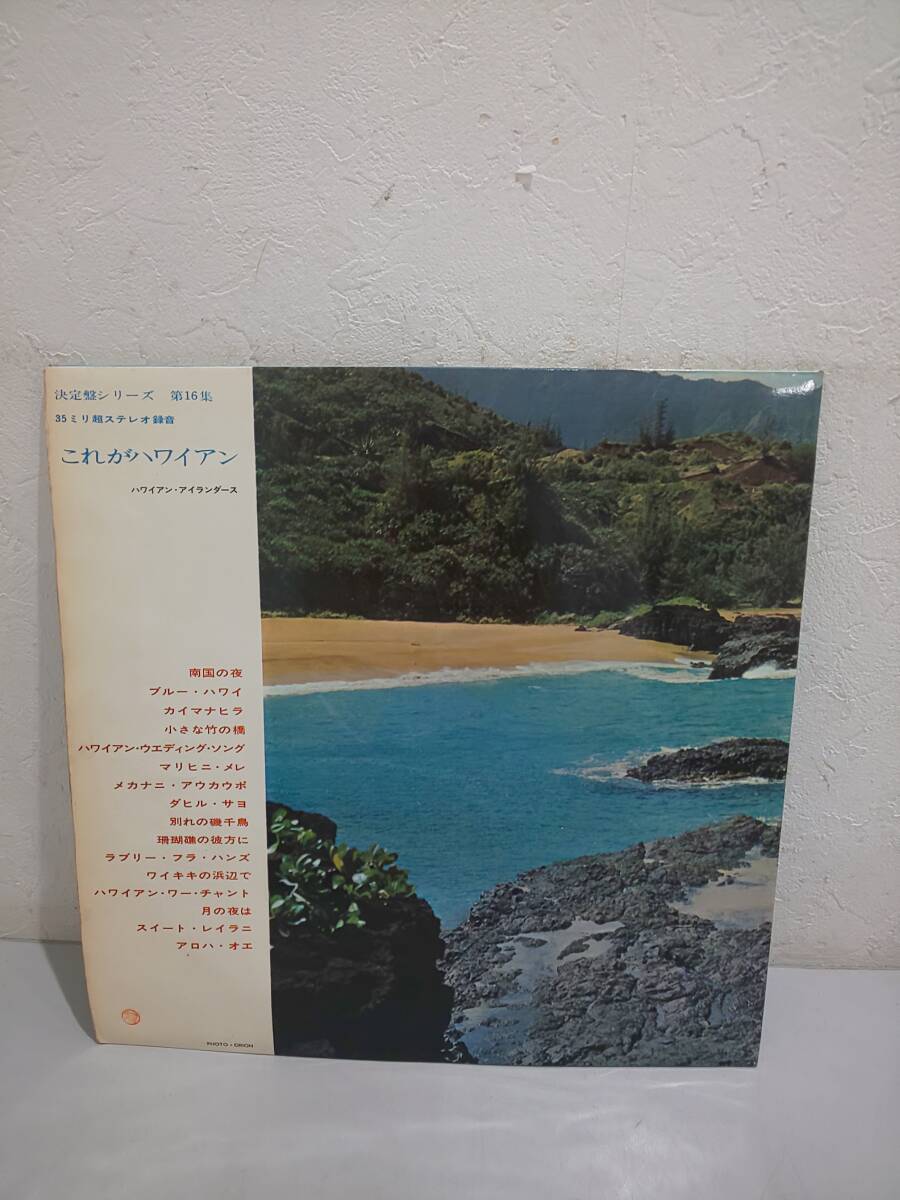 決定盤シリーズ 第16集
35ミリ超ステレオ録音
これがハワイアン
ハワイアン・アイランダース
南国の夜
ブルー・ハワイ
カイマナヒラ
小さな竹の橋
ハワイアン・ウエディング・ソング
マリヒニ・メレ
メカナニ・アウカウポ
ダヒル・サヨ
別れの磯千鳥
珊瑚礁の彼方に
ラブリー・フラ・ハンズ
ワイキキの浜辺で
ハワイアン・ワー・チャント
月の夜は
スイート・レイラニ
アロハ・オエ
PHOTO・ORION